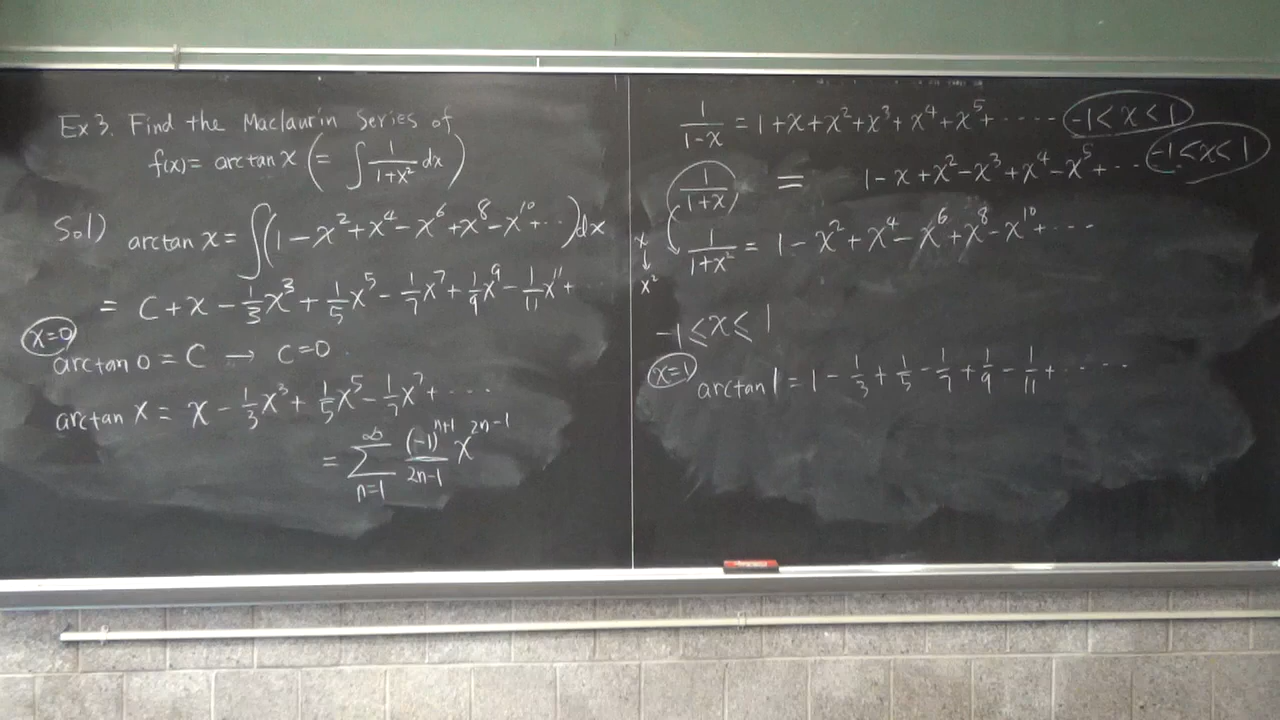 Ex 3. Find the Maclaurin Series of
f(x) = arctan x (= ∫ 1/(1+x²) dx)
Sol) arctan x = ∫(1 − x² + x⁴ − x⁶ + x⁸ − x¹⁰ + ···)dx
= C + x − 1/3 x³ + 1/5 x⁵ − 1/7 x⁷ + 1/9 x⁹ − 1/11 x¹¹ +
x=0
arctan 0 = C → C=0
arctan x = x − 1/3 x³ + 1/5 x⁵ − 1/7 x⁷ + ·····
= ∑_{n=1}^{∞} (-1)^{n+1}/(2n-1) x^{2n-1}
1/(1-x) = 1+x+x²+x³+x⁴+x⁵+ ····· -1<x<1
1/(1+x) = 1-x+x²-x³+x⁴-x⁵+ ··· -1<x<1
x ↓ x² 1/(1+x²) = 1 − x² + x⁴ − x⁶ + x⁸ − x¹⁰ + ····
-1 ≤ x ≤ 1
x=1 arctan 1 = 1 − 1/3 + 1/5 − 1/7 + 1/9 − 1/11 + ·····